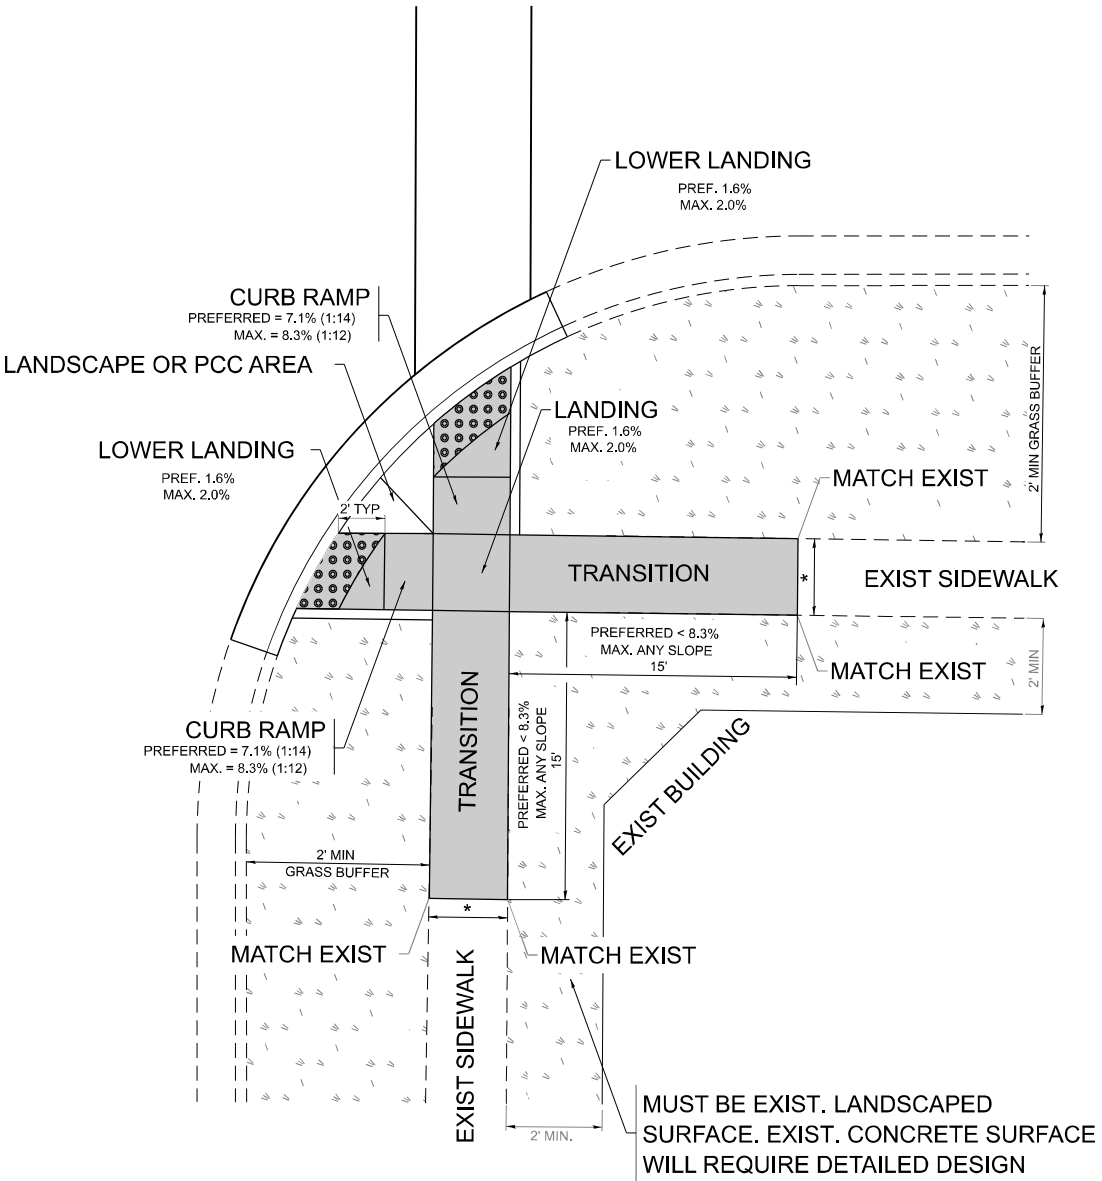 LOWER LANDING
PREF. 1.6%
MAX. 2.0%
CURB RAMP
PREFERRED = 7.1% (1:14)
MAX. = 8.3% (1:12)
LANDSCAPE OR PCC AREA
LANDING
PREF. 1.6%
MAX. 2.0%
2' MIN GRASS BUFFER
LOWER LANDING
PREF. 1.6%
MAX. 2.0%
MATCH EXIST
2' TYP
TRANSITION
*
EXIST SIDEWALK
PREFERRED < 8.3%
MAX. ANY SLOPE
15'
MATCH EXIST
2' MIN
CURB RAMP
PREFERRED = 7.1% (1:14)
MAX. = 8.3% (1:12)
TRANSITION
PREFERRED < 8.3%
MAX. ANY SLOPE
15'
EXIST BUILDING
2' MIN
GRASS BUFFER
*
MATCH EXIST
MATCH EXIST
EXIST SIDEWALK
2' MIN.
MUST BE EXIST. LANDSCAPED
SURFACE. EXIST. CONCRETE SURFACE
WILL REQUIRE DETAILED DESIGN